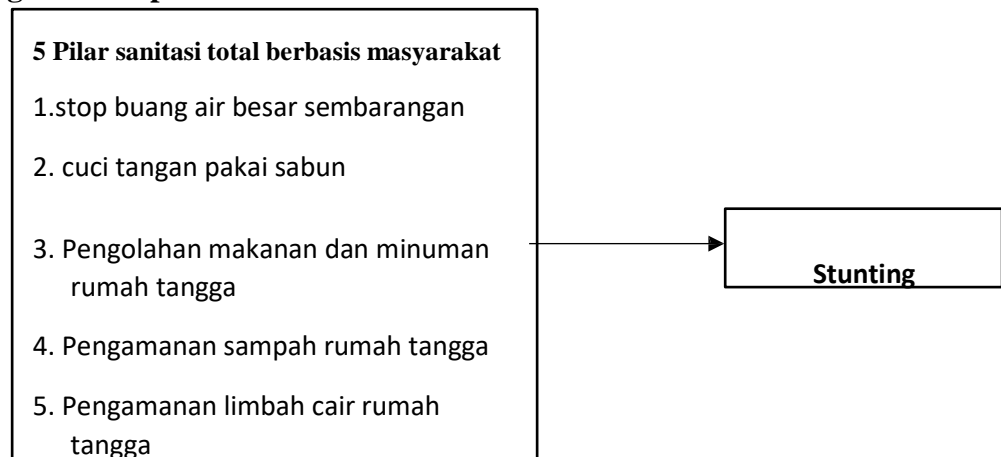 5 Pilar sanitasi total berbasis masyarakat
1.stop buang air besar sembarangan
2. cuci tangan pakai sabun
3. Pengolahan makanan dan minuman
rumah tangga
4. Pengamanan sampah rumah tangga
5. Pengamanan limbah cair rumah
tangga
Stunting